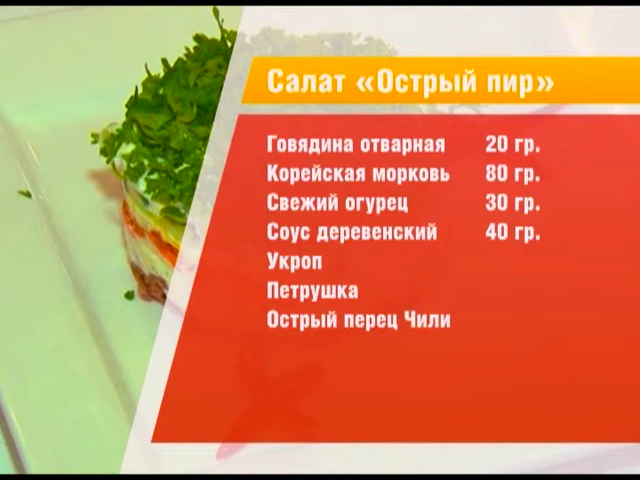 Салат «Острый пир»
Говядина отварная 20 гр.
Корейская морковь 80 гр.
Свежий огурец 30 гр.
Соус деревенский 40 гр.
Укроп
Петрушка
Острый перец Чили